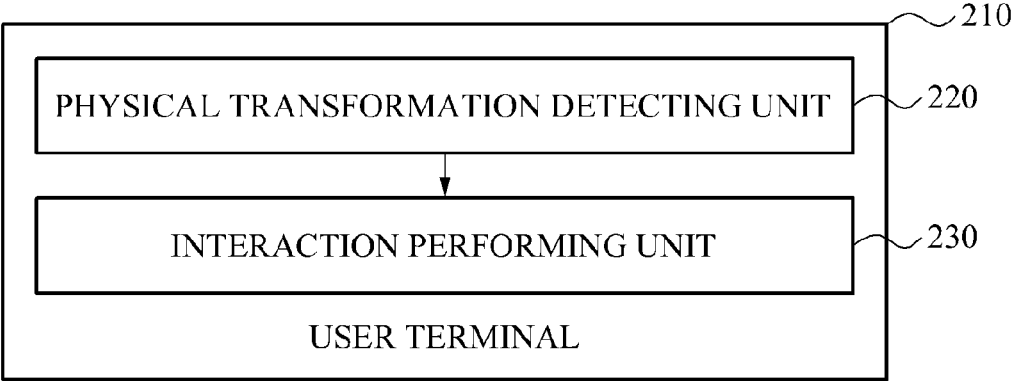 210
PHYSICAL TRANSFORMATION DETECTING UNIT
220
INTERACTION PERFORMING UNIT
230
USER TERMINAL